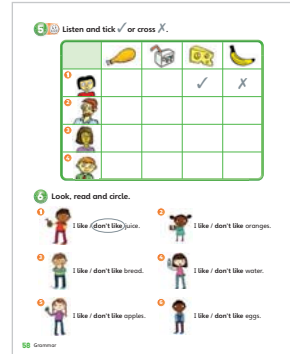 5 Listen and tick ✓ or cross ✗.
1 ✓ ✗
2
3
4
6 Look, read and circle.
1 I like / don't like juice.
2 I like / don't like oranges.
3 I like / don't like bread.
4 I like / don't like water.
5 I like / don't like apples.
6 I like / don't like eggs.
58 Grammar